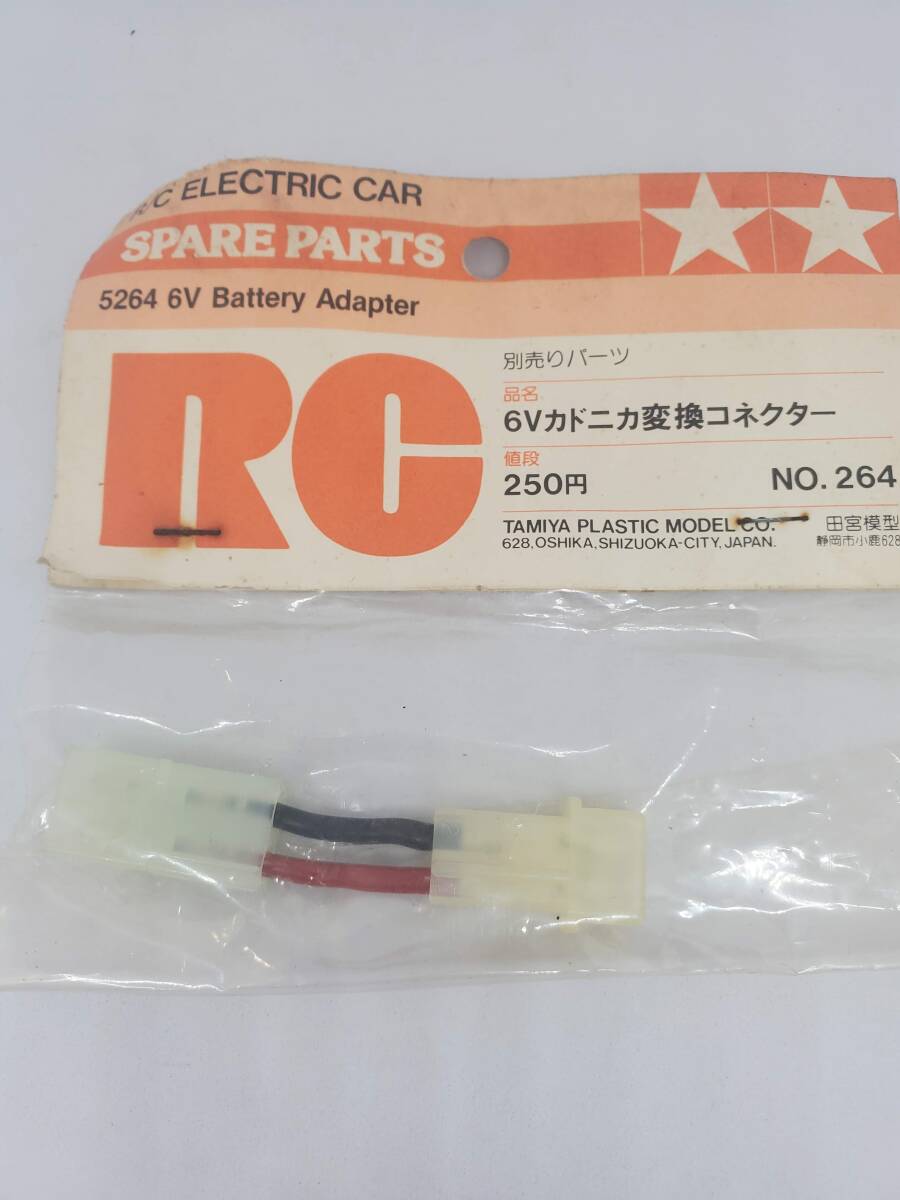 R/C ELECTRIC CAR
SPARE PARTS
5264 6V Battery Adapter
RC
別売りパーツ
品名
6Vカドニカ変換コネクター
値段
250円 NO. 264
TAMIYA PLASTIC MODEL CO. 田宮模型
628, OSHIKA, SHIZUOKA-CITY, JAPAN. 静岡市小鹿628